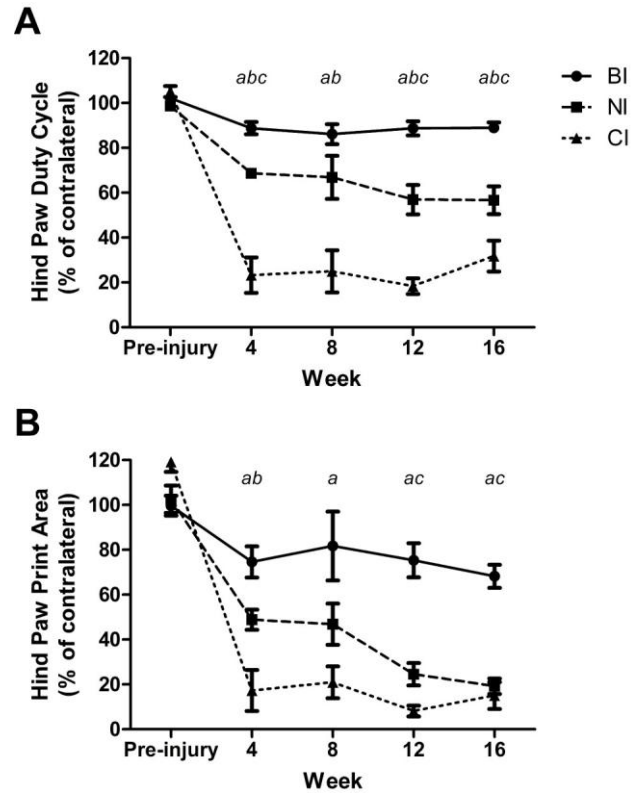 A
120
100
80
60
40
20
0
Hind Paw Duty Cycle
(% of contralateral)
abc ab abc abc
BI
NI
CI
Pre-injury 4 8 12 16
Week
B
120
100
80
60
40
20
0
Hind Paw Print Area
(% of contralateral)
ab a ac ac
Pre-injury 4 8 12 16
Week